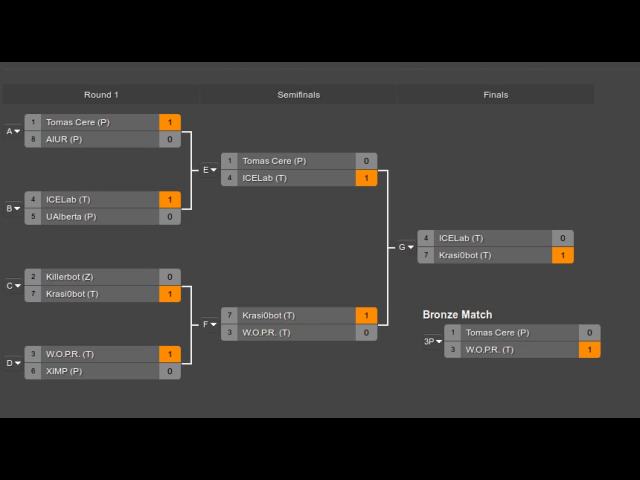 Round 1 Semifinals Finals
A
1 Tomas Cere (P) 1
8 AIUR (P) 0
B
4 ICELab (T) 1
5 UAlberta (P) 0
C
2 Killerbot (Z) 0
7 Krasi0bot (T) 1
D
3 W.O.P.R. (T) 1
6 XIMP (P) 0
E
1 Tomas Cere (P) 0
4 ICELab (T) 1
F
7 Krasi0bot (T) 1
3 W.O.P.R. (T) 0
G
4 ICELab (T) 0
7 Krasi0bot (T) 1
Bronze Match
3P
1 Tomas Cere (P) 0
3 W.O.P.R. (T) 1